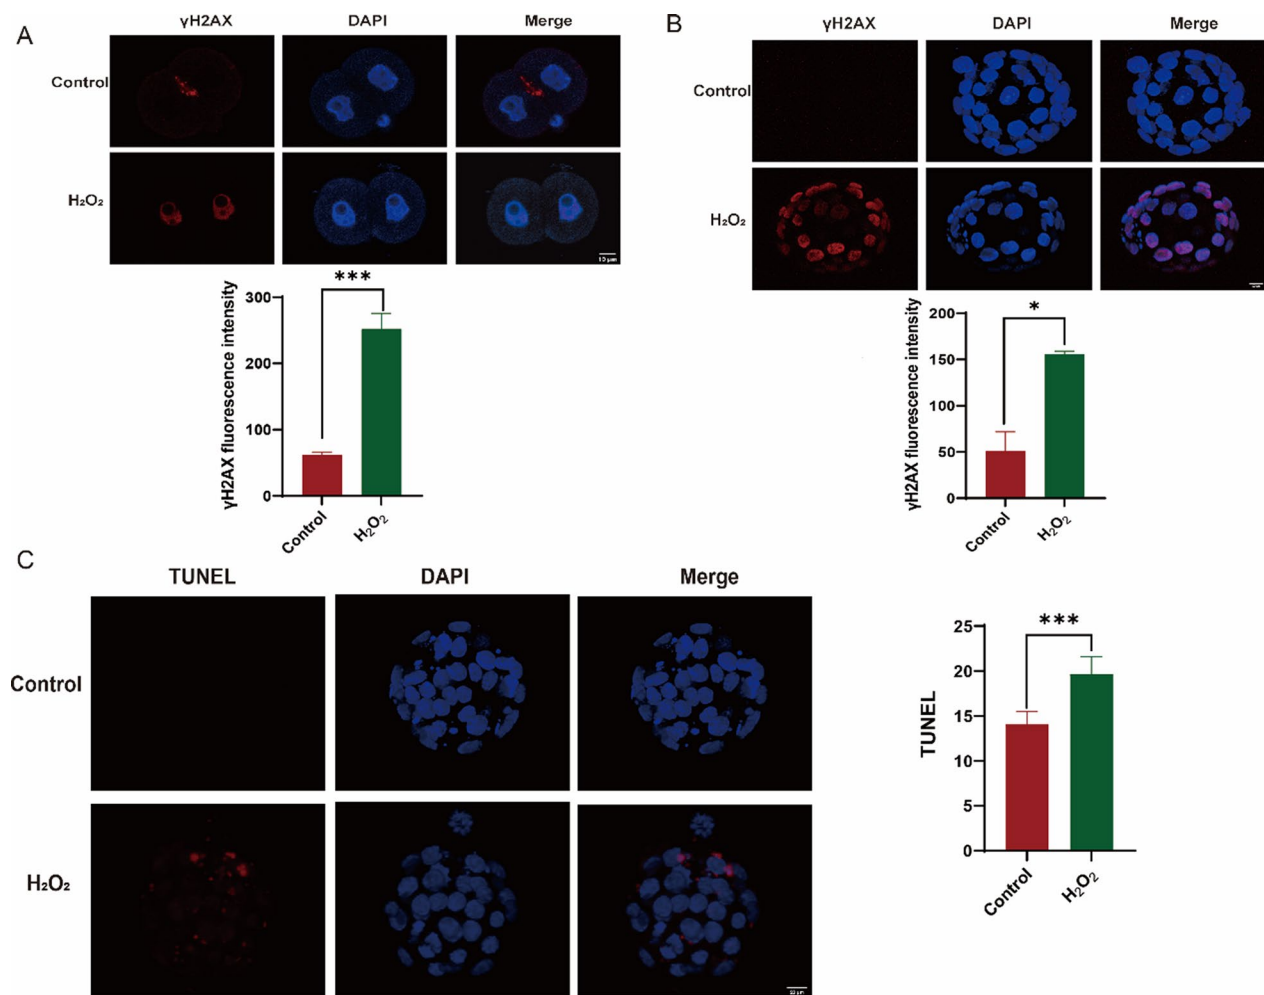 A
γH2AX DAPI Merge
Control
H₂O₂
10 μm
***
γH2AX fluorescence intensity
300
200
100
0
Control
H₂O₂
B
γH2AX DAPI Merge
Control
H₂O₂
*
γH2AX fluorescence intensity
200
150
100
50
0
Control
H₂O₂
C
TUNEL DAPI Merge
Control
H₂O₂
***
TUNEL
25
20
15
10
5
0
Control
H₂O₂